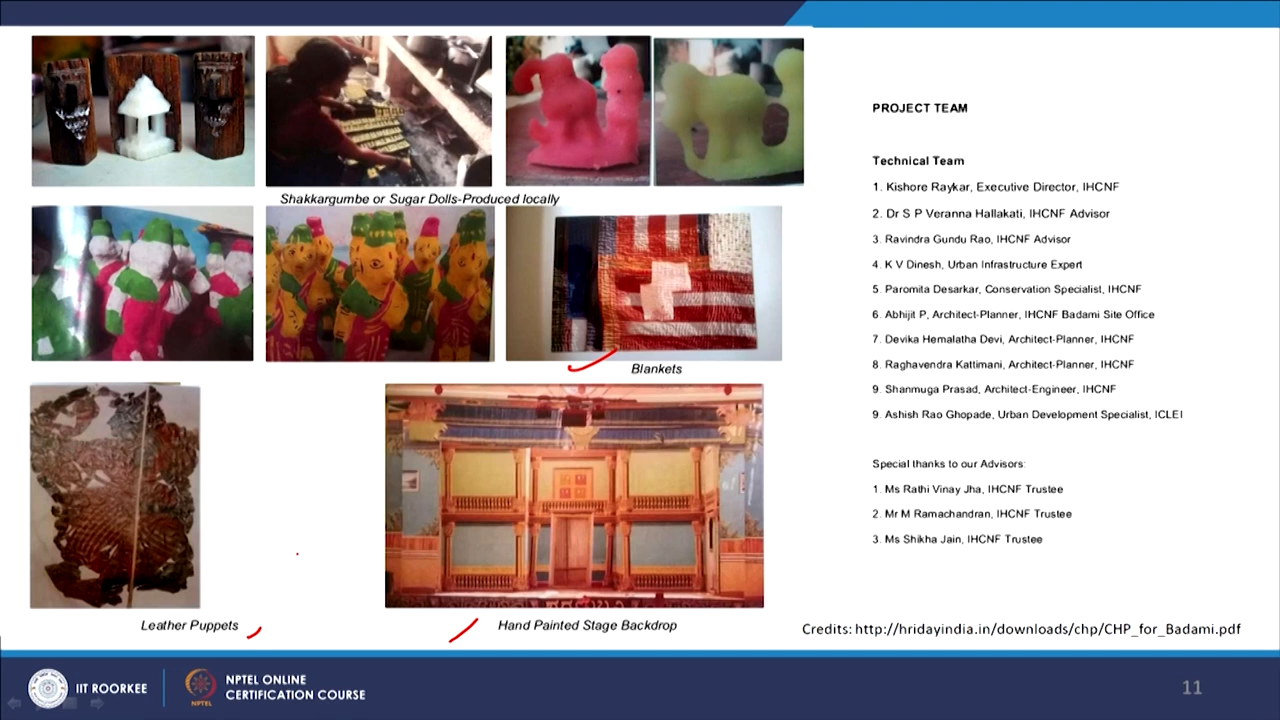 Shakkargumbe or Sugar Dolls-Produced locally
Blankets
Leather Puppets
Hand Painted Stage Backdrop
PROJECT TEAM
Technical Team
1. Kishore Raykar, Executive Director, IHCNF
2. Dr S P Veranna Hallakati, IHCNF Advisor
3. Ravindra Gundu Rao, IHCNF Advisor
4. K V Dinesh, Urban Infrastructure Expert
5. Paromita Desarkar, Conservation Specialist, IHCNF
6. Abhijit P, Architect-Planner, IHCNF Badami Site Office
7. Devika Hemalatha Devi, Architect-Planner, IHCNF
8. Raghavendra Kattimani, Architect-Planner, IHCNF
9. Shanmuga Prasad, Architect-Engineer, IHCNF
9. Ashish Rao Ghopade, Urban Development Specialist, ICLEI
Special thanks to our Advisors:
1. Ms Rathi Vinay Jha, IHCNF Trustee
2. Mr M Ramachandran, IHCNF Trustee
3. Ms Shikha Jain, IHCNF Trustee
Credits: http://hridayindia.in/downloads/chp/CHP_for_Badami.pdf
IIT ROORKEE
NPTEL
NPTEL ONLINE
CERTIFICATION COURSE
11